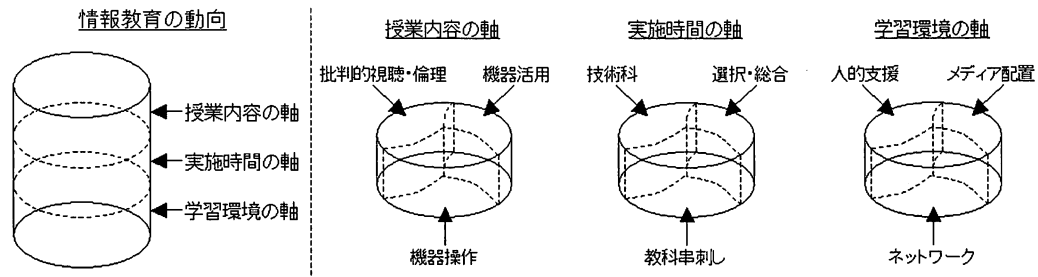 情報教育の動向
授業内容の軸
実施時間の軸
学習環境の軸
授業内容の軸
批判的視聴・倫理
機器活用
機器操作
実施時間の軸
技術科
選択・総合
教科串刺し
学習環境の軸
人的支援
メディア配置
ネットワーク